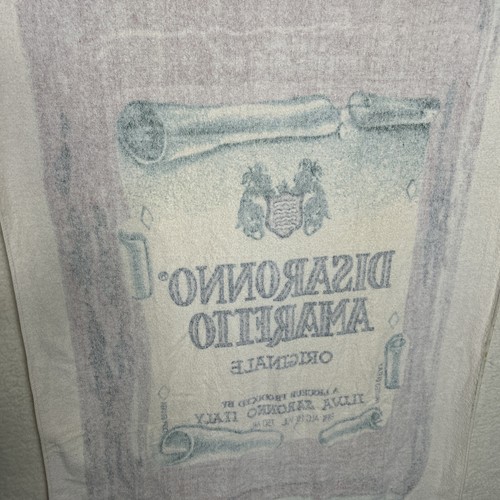 DISARONNO®
AMARETTO
ORIGINALE
A LIQUEUR PRODUCED BY
ILLVA SARONNO ITALY